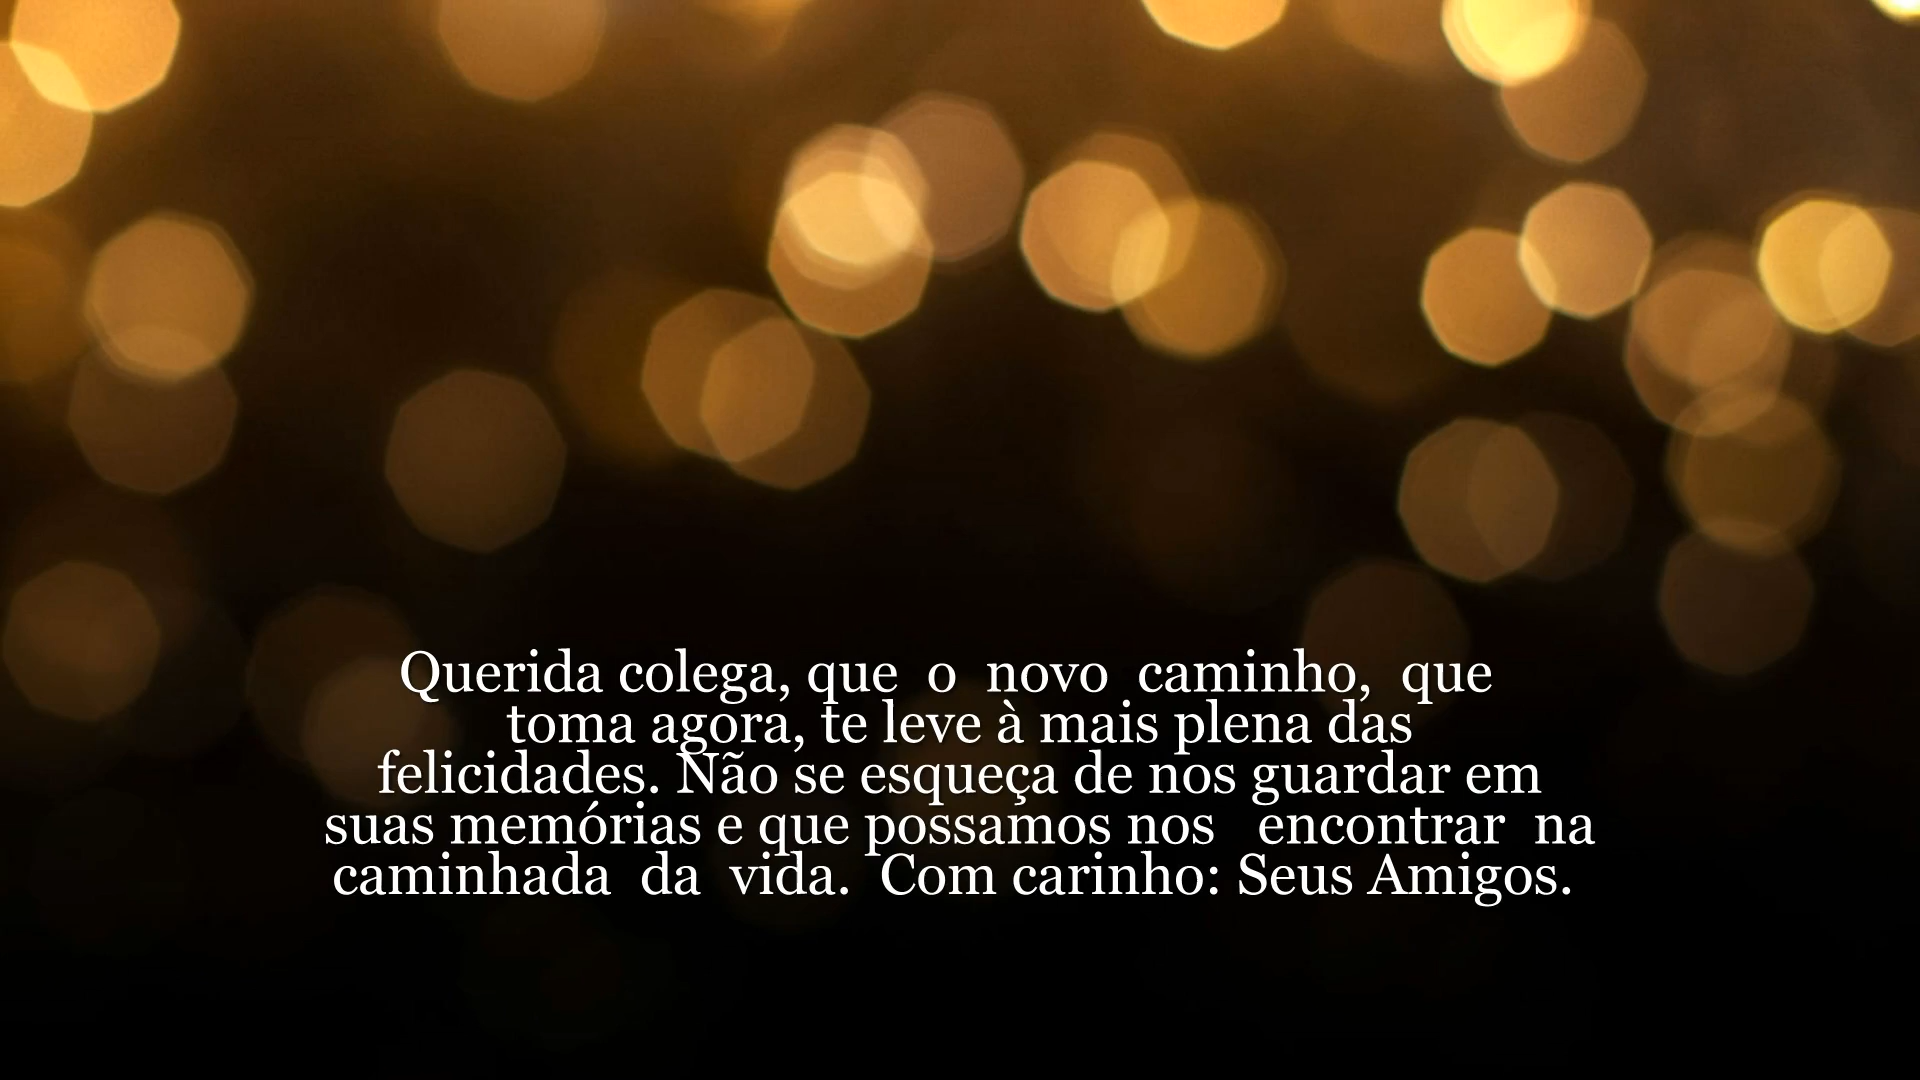 Querida colega, que o novo caminho, que
toma agora, te leve à mais plena das
felicidades. Não se esqueça de nos guardar em
suas memórias e que possamos nos encontrar na
caminhada da vida. Com carinho: Seus Amigos.